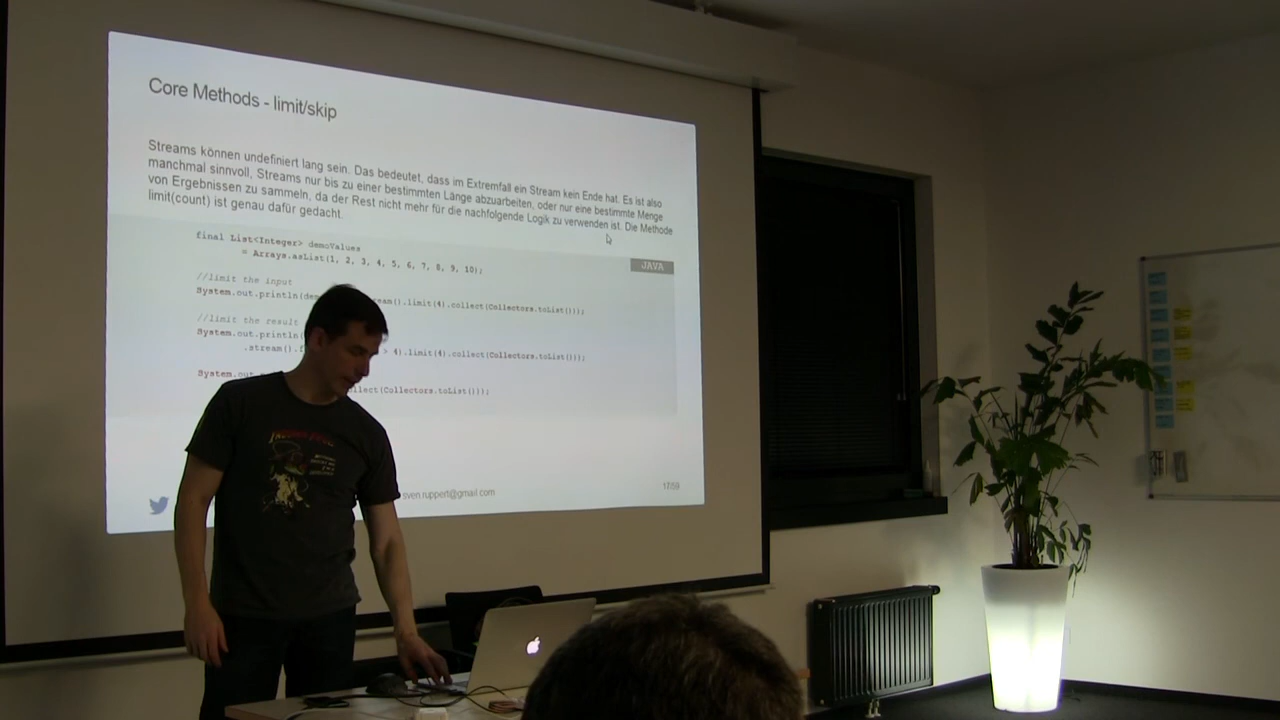 Core Methods - limit/skip
Streams können undefiniert lang sein. Das bedeutet, dass im Extremfall ein Stream kein Ende hat. Es ist also
manchmal sinnvoll, Streams nur bis zu einer bestimmten Länge abzuarbeiten, oder nur eine bestimmte Menge
von Ergebnissen zu sammeln, da der Rest nicht mehr für die nachfolgende Logik zu verwenden ist. Die Methode
limit(count) ist genau dafür gedacht.
JAVA
final List<Integer> demoValues
= Arrays.asList(1, 2, 3, 4, 5, 6, 7, 8, 9, 10);
//limit the input
System.out.println( .limit(4).collect(Collectors.toList()));
//limit the result
System.out.println(
.stream(). > 4).limit(4).collect(Collectors.toList()));
System.out
(Collectors.toList()));
sven.ruppert@gmail.com
17/59